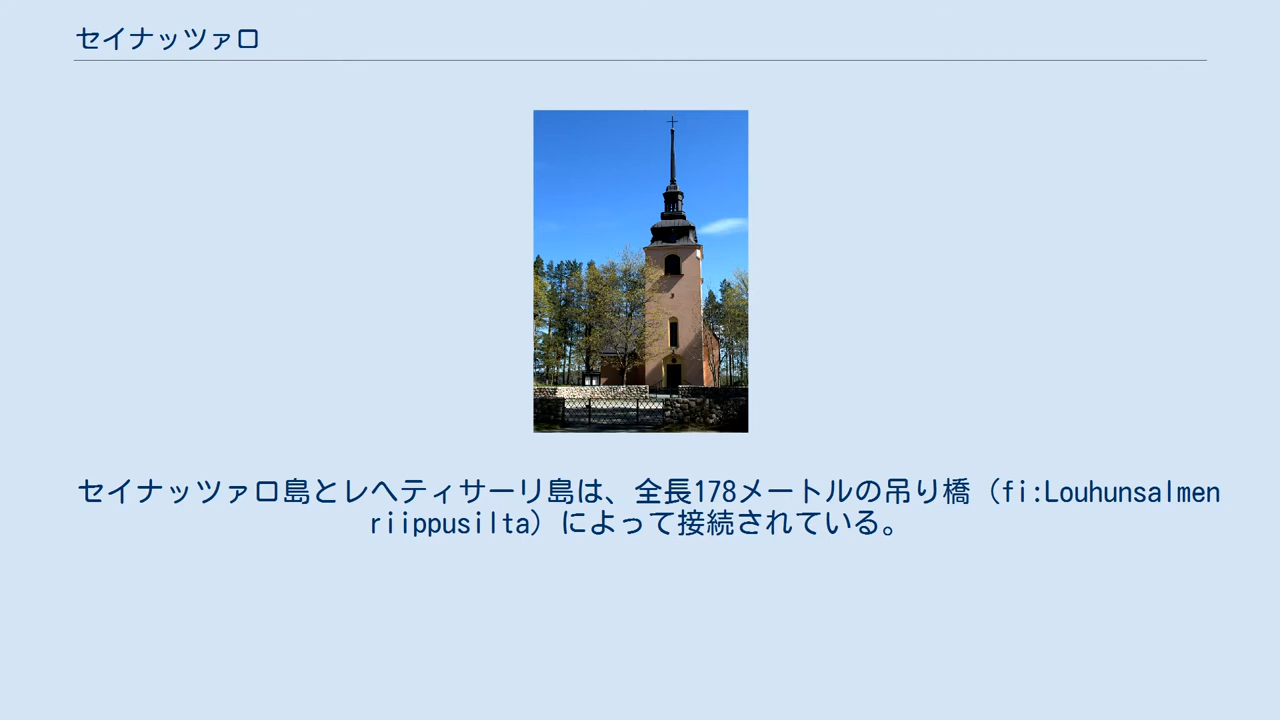 セイナッツァロ
セイナッツァロ島とレヘティサーリ島は、全長178メートルの吊り橋（fi:Louhunsalmen
riippusilta）によって接続されている。